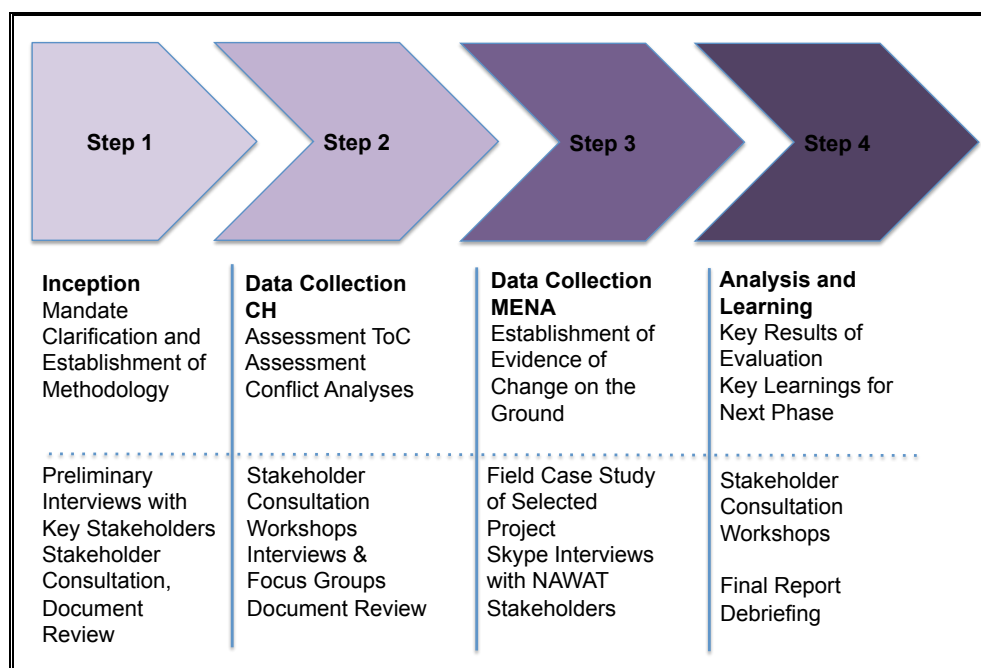 Step 1
Step 2
Step 3
Step 4
Inception
Mandate
Clarification and
Establishment of
Methodology
Data Collection
CH
Assessment ToC
Assessment
Conflict Analyses
Data Collection
MENA
Establishment of
Evidence of
Change on the
Ground
Analysis and
Learning
Key Results of
Evaluation
Key Learnings for
Next Phase
Preliminary
Interviews with
Key Stakeholders
Stakeholder
Consultation,
Document
Review
Stakeholder
Consultation
Workshops
Interviews &
Focus Groups
Document Review
Field Case Study
of Selected
Project
Skype Interviews
with NAWAT
Stakeholders
Stakeholder
Consultation
Workshops
Final Report
Debriefing